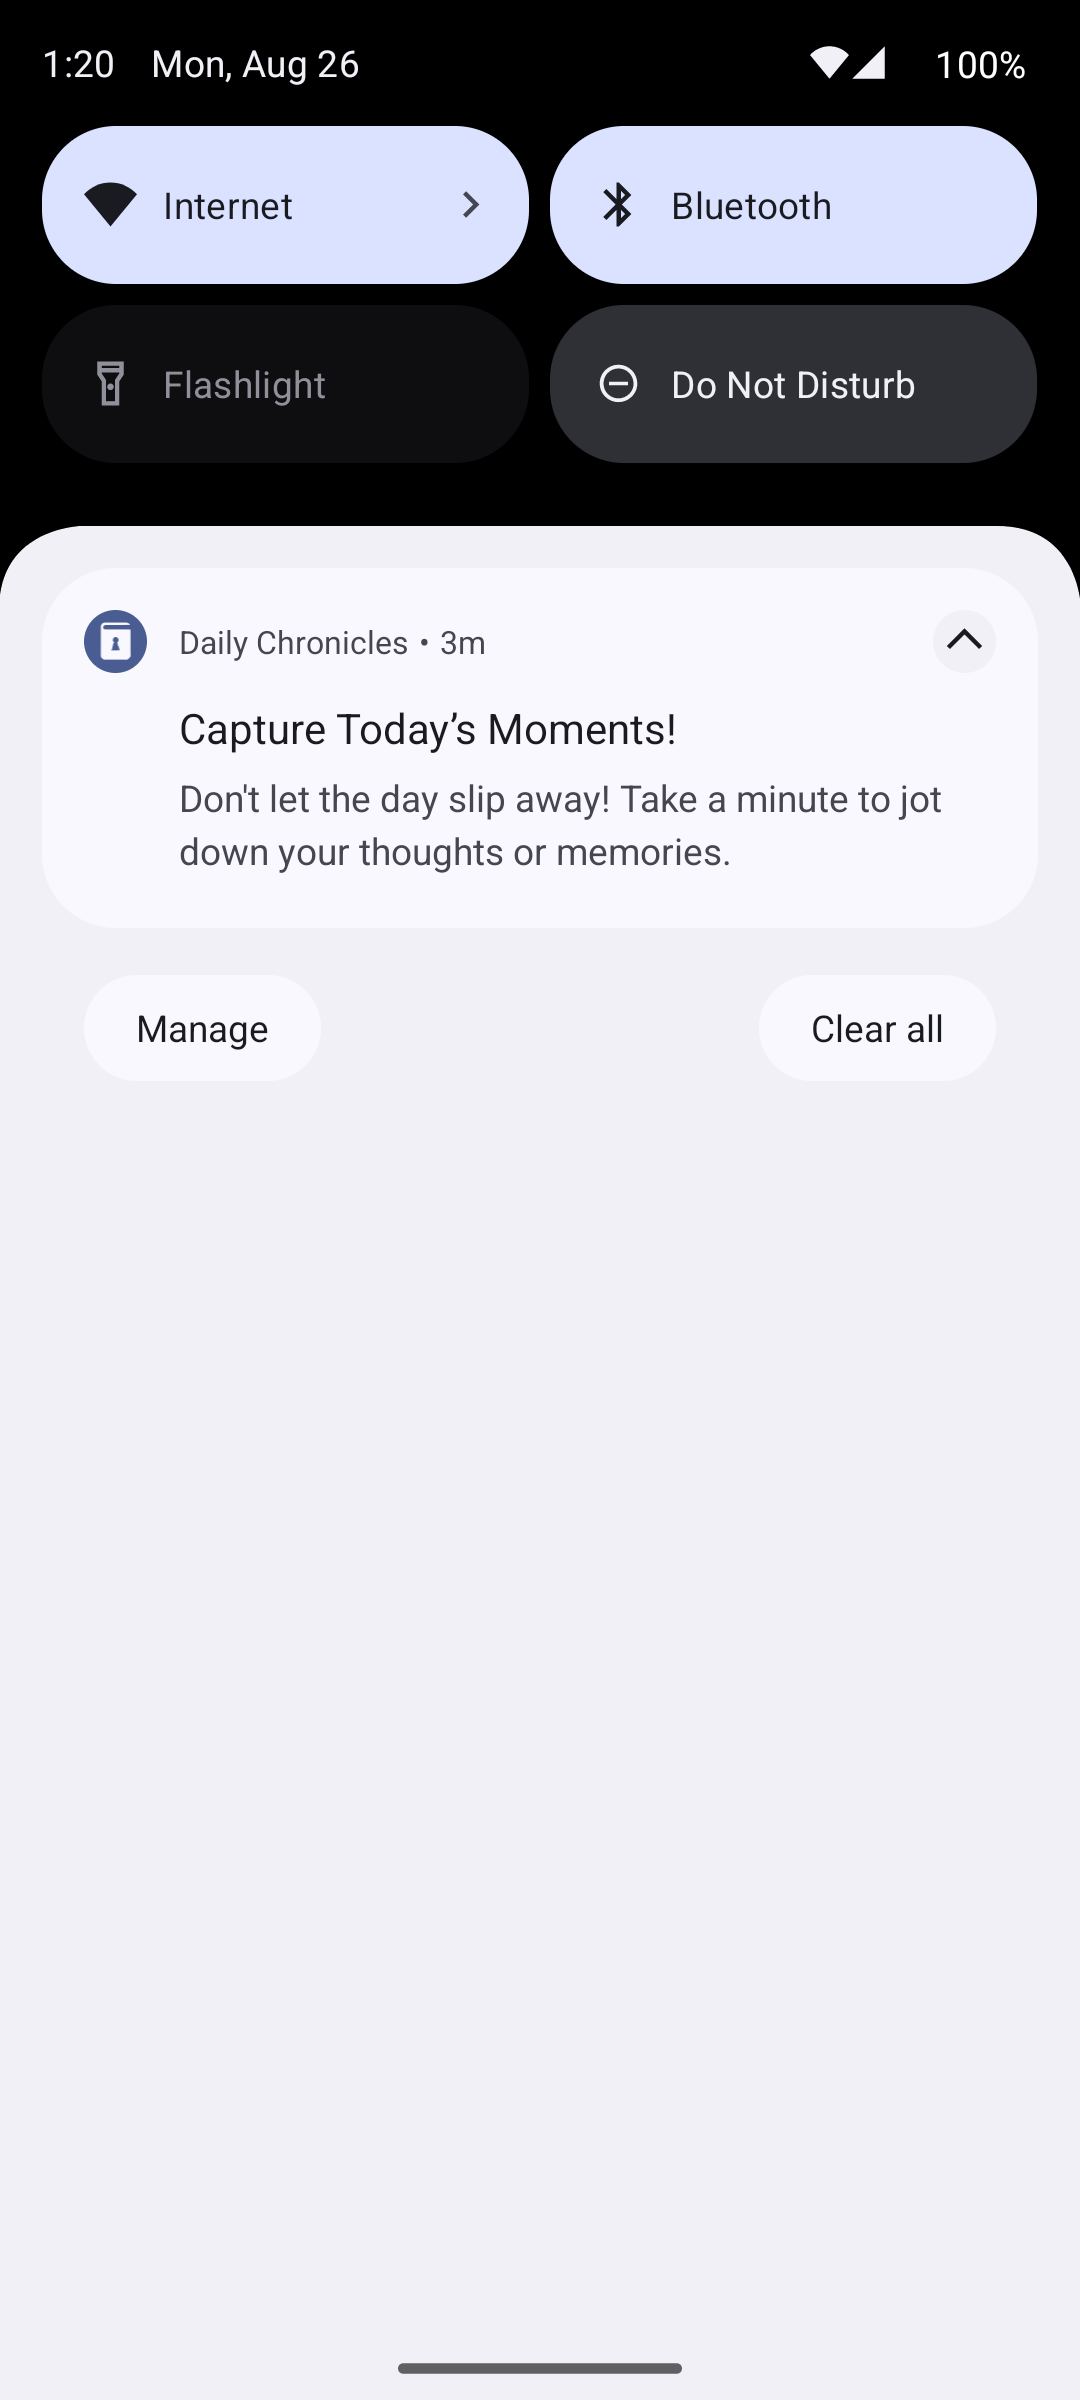 1:20 Mon, Aug 26 100%
Internet Bluetooth
Flashlight Do Not Disturb
Daily Chronicles • 3m
Capture Today’s Moments!
Don't let the day slip away! Take a minute to jot
down your thoughts or memories.
Manage Clear all